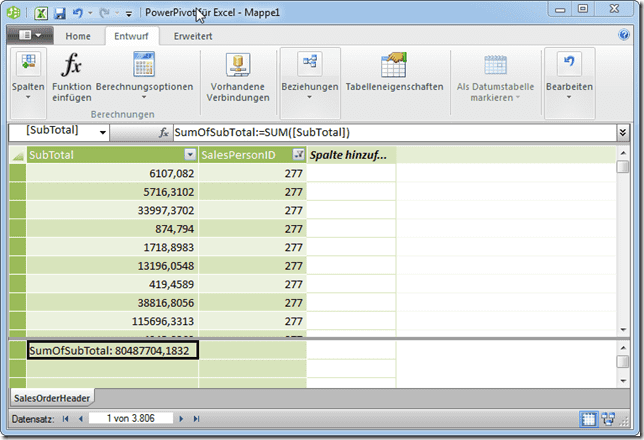 PowerPivot für Excel - Mappe1
Home Entwurf Erweitert
Spalten
Funktion einfügen
Berechnungsoptionen
Berechnungen
Vorhandene Verbindungen
Beziehungen
Tabelleneigenschaften
Als Datumstabelle markieren
Bearbeiten
[SubTotal] fx SumOfSubTotal:=SUM([SubTotal])
SubTotal SalesPersonID Spalte hinzuf...
6107,082 277
5716,3102 277
33997,3702 277
874,794 277
1718,8983 277
13196,0548 277
419,4589 277
38816,8056 277
115696,3313 277
SumOfSubTotal: 80487704,1832
SalesOrderHeader
Datensatz: 1 von 3.806